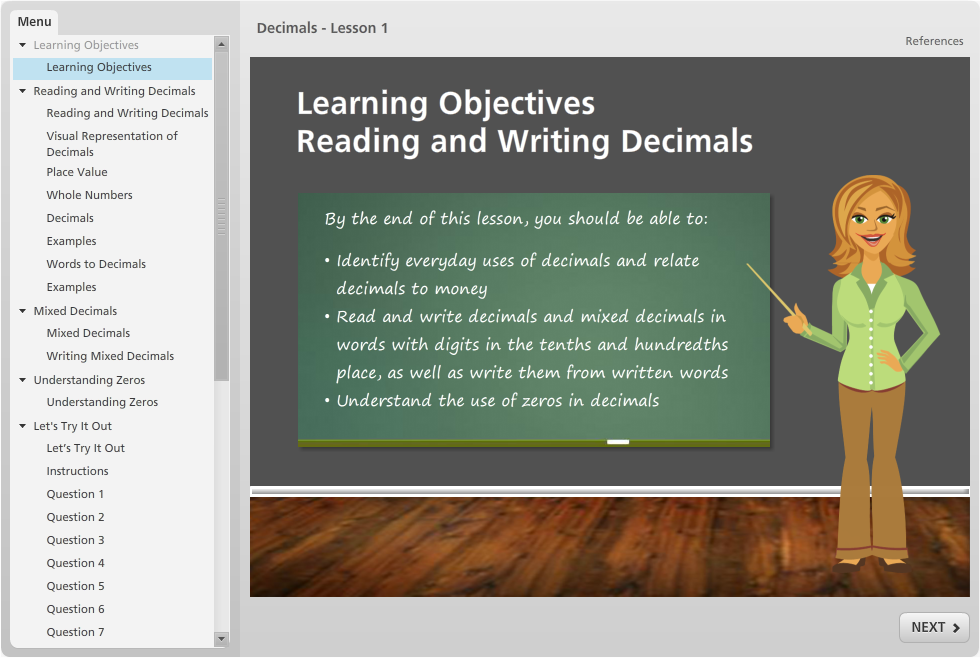 Menu
Learning Objectives
Learning Objectives
Reading and Writing Decimals
Reading and Writing Decimals
Visual Representation of
Decimals
Place Value
Whole Numbers
Decimals
Examples
Words to Decimals
Examples
Mixed Decimals
Mixed Decimals
Writing Mixed Decimals
Understanding Zeros
Understanding Zeros
Let's Try It Out
Let's Try It Out
Instructions
Question 1
Question 2
Question 3
Question 4
Question 5
Question 6
Question 7
Decimals - Lesson 1
References
Learning Objectives
Reading and Writing Decimals
By the end of this lesson, you should be able to:
• Identify everyday uses of decimals and relate
decimals to money
• Read and write decimals and mixed decimals in
words with digits in the tenths and hundredths
place, as well as write them from written words
• Understand the use of zeros in decimals
NEXT